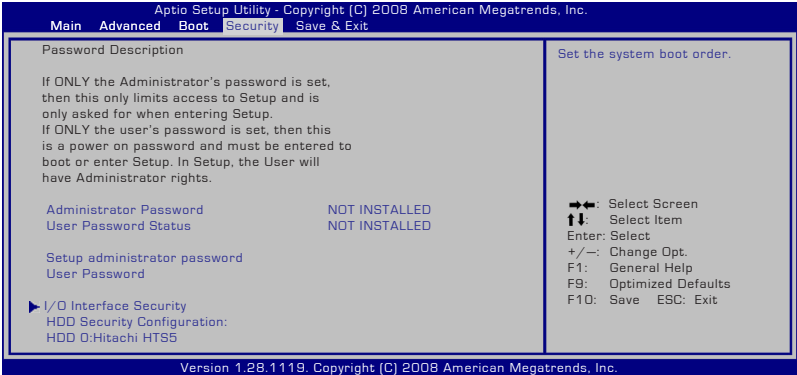 Aptio Setup Utility - Copyright (C) 2008 American Megatrends, Inc.
Main Advanced Boot Security Save & Exit
Password Description
If ONLY the Administrator's password is set,
then this only limits access to Setup and is
only asked for when entering Setup.
If ONLY the user's password is set, then this
is a power on password and must be entered to
boot or enter Setup. In Setup, the User will
have Administrator rights.
Administrator Password NOT INSTALLED
User Password Status NOT INSTALLED
Setup administrator password
User Password
I/O Interface Security
HDD Security Configuration:
HDD 0:Hitachi HTS5
Set the system boot order.
→←: Select Screen
↑↓: Select Item
Enter: Select
+/—: Change Opt.
F1: General Help
F9: Optimized Defaults
F10: Save ESC: Exit
Version 1.28.1119. Copyright (C) 2008 American Megatrends, Inc.